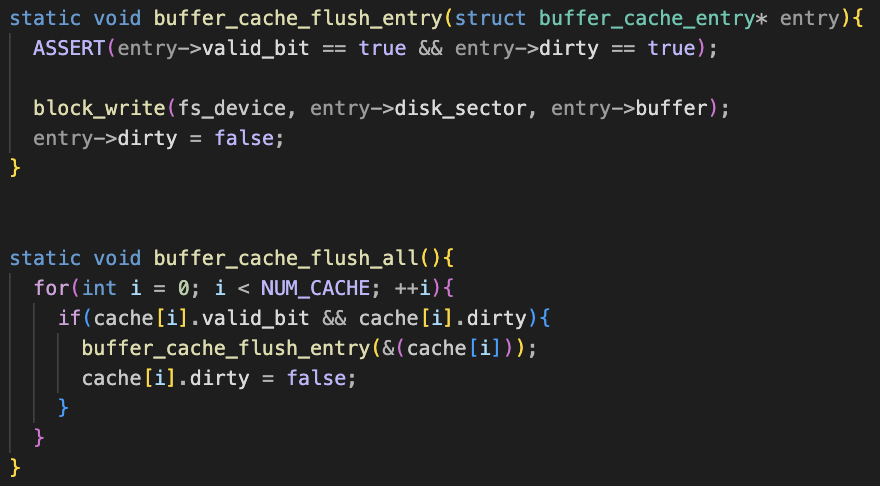 static void buffer_cache_flush_entry(struct buffer_cache_entry* entry){
  ASSERT(entry->valid_bit == true && entry->dirty == true);

  block_write(fs_device, entry->disk_sector, entry->buffer);
  entry->dirty = false;
}


static void buffer_cache_flush_all(){
  for(int i = 0; i < NUM_CACHE; ++i){
    if(cache[i].valid_bit && cache[i].dirty){
      buffer_cache_flush_entry(&(cache[i]));
      cache[i].dirty = false;
    }
  }
}